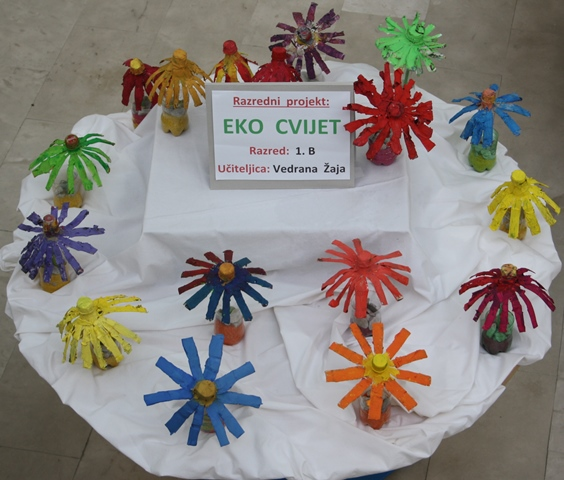 Razredni projekt:
EKO CVIJET
Razred: 1. B
Učiteljica: Vedrana Žaja